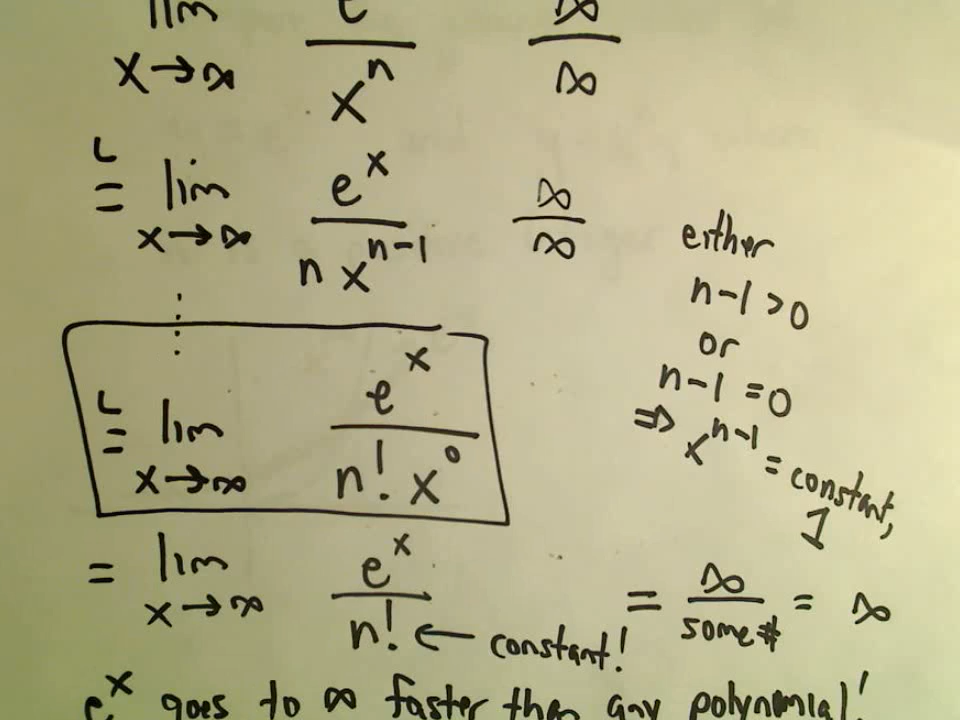 lim e / x^n ∞/∞
x→∞
L= lim e^x / n x^(n-1) ∞/∞
x→∞
either
n-1 > 0
or
n-1 = 0
⇒ x^(n-1) = constant,
1
⋮
L= lim e^x / n! x^0
x→∞
= lim e^x / n! ← constant! = ∞ / some # = ∞
x→∞
e^x goes to ∞ faster then any polynomial!